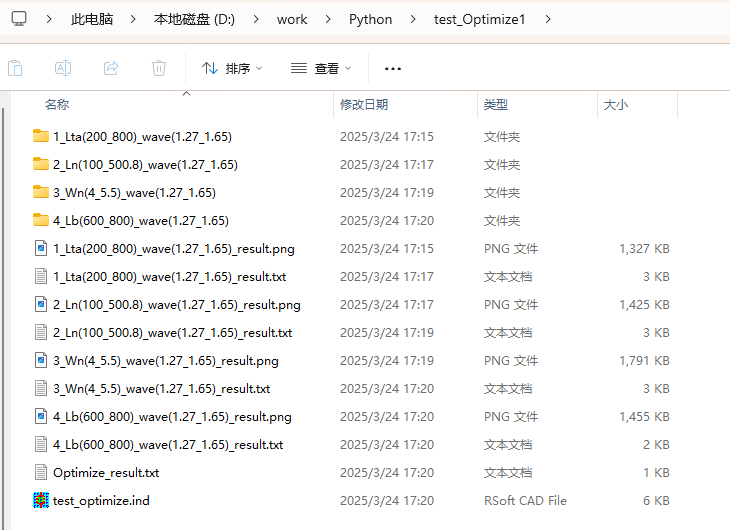 此电脑 本地磁盘 (D:) work Python test_Optimize1
排序 查看
名称 修改日期 类型 大小
1_Lta(200_800)_wave(1.27_1.65) 2025/3/24 17:15 文件夹
2_Ln(100_500.8)_wave(1.27_1.65) 2025/3/24 17:17 文件夹
3_Wn(4_5.5)_wave(1.27_1.65) 2025/3/24 17:19 文件夹
4_Lb(600_800)_wave(1.27_1.65) 2025/3/24 17:20 文件夹
1_Lta(200_800)_wave(1.27_1.65)_result.png 2025/3/24 17:15 PNG 文件 1,327 KB
1_Lta(200_800)_wave(1.27_1.65)_result.txt 2025/3/24 17:17 文本文档 3 KB
2_Ln(100_500.8)_wave(1.27_1.65)_result.png 2025/3/24 17:17 PNG 文件 1,425 KB
2_Ln(100_500.8)_wave(1.27_1.65)_result.txt 2025/3/24 17:19 文本文档 3 KB
3_Wn(4_5.5)_wave(1.27_1.65)_result.png 2025/3/24 17:19 PNG 文件 1,791 KB
3_Wn(4_5.5)_wave(1.27_1.65)_result.txt 2025/3/24 17:20 文本文档 3 KB
4_Lb(600_800)_wave(1.27_1.65)_result.png 2025/3/24 17:20 PNG 文件 1,455 KB
4_Lb(600_800)_wave(1.27_1.65)_result.txt 2025/3/24 17:20 文本文档 2 KB
Optimize_result.txt 2025/3/24 17:20 文本文档 1 KB
test_optimize.ind 2025/3/24 17:20 RSoft CAD File 6 KB